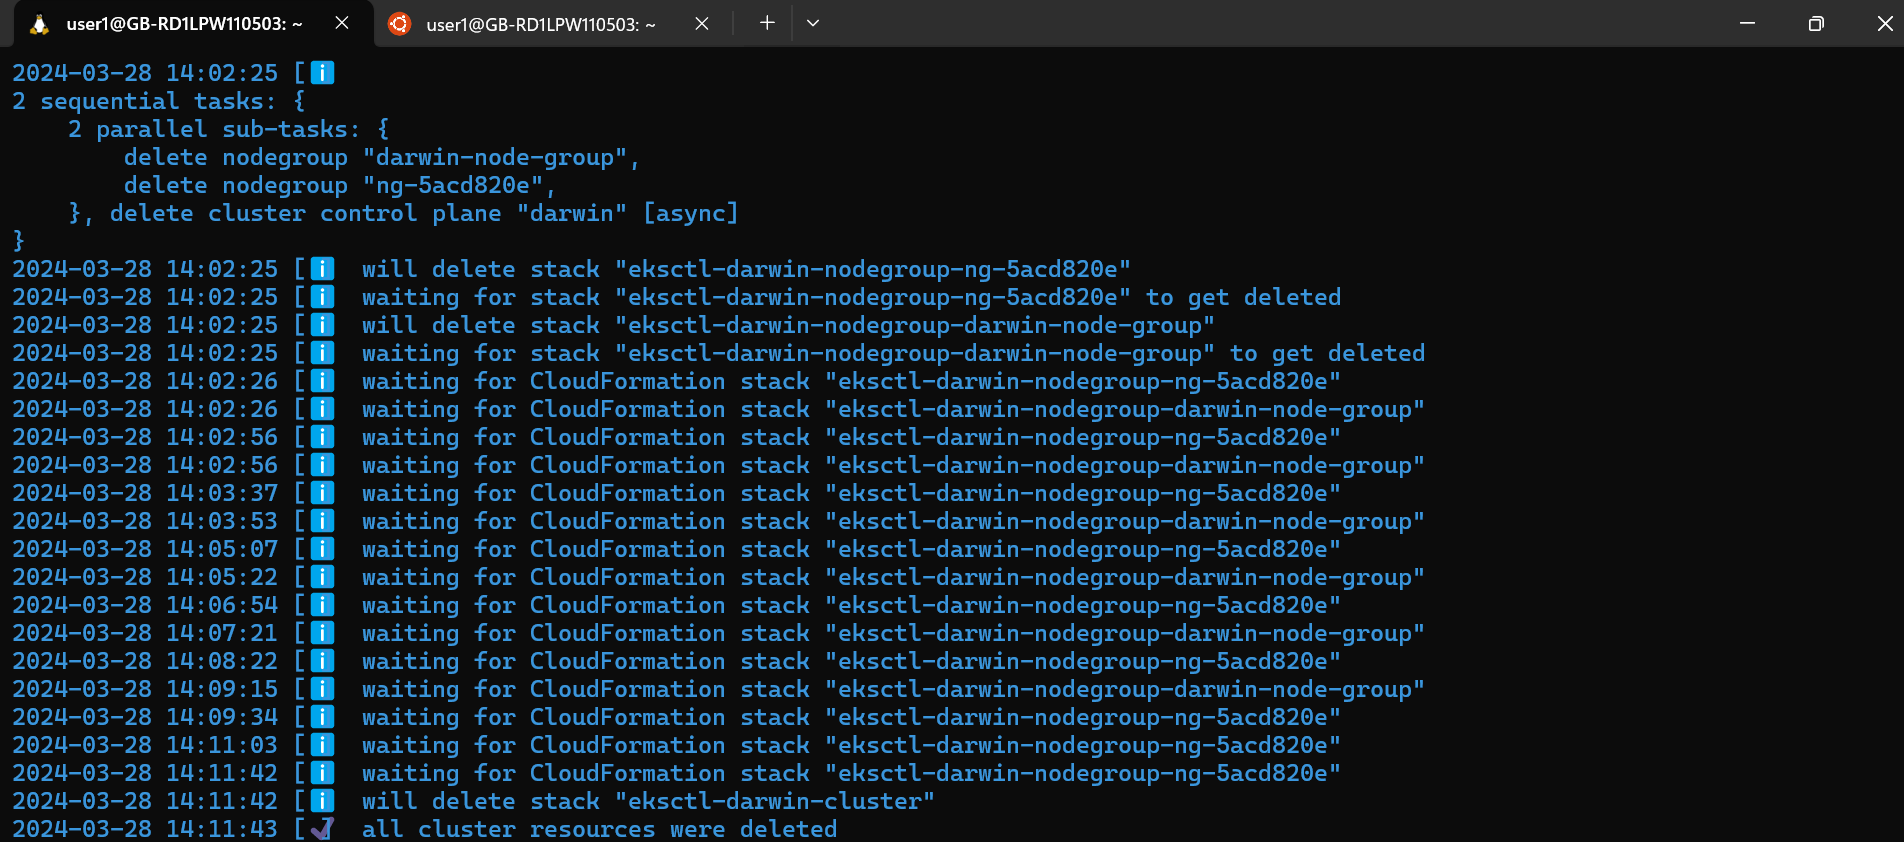 user1@GB-RD1LPW110503: ~
user1@GB-RD1LPW110503: ~
2024-03-28 14:02:25 [ℹ
2 sequential tasks: {
    2 parallel sub-tasks: {
        delete nodegroup "darwin-node-group",
        delete nodegroup "ng-5acd820e",
    }, delete cluster control plane "darwin" [async]
}
2024-03-28 14:02:25 [ℹ  will delete stack "eksctl-darwin-nodegroup-ng-5acd820e"
2024-03-28 14:02:25 [ℹ  waiting for stack "eksctl-darwin-nodegroup-ng-5acd820e" to get deleted
2024-03-28 14:02:25 [ℹ  will delete stack "eksctl-darwin-nodegroup-darwin-node-group"
2024-03-28 14:02:25 [ℹ  waiting for stack "eksctl-darwin-nodegroup-darwin-node-group" to get deleted
2024-03-28 14:02:26 [ℹ  waiting for CloudFormation stack "eksctl-darwin-nodegroup-ng-5acd820e"
2024-03-28 14:02:26 [ℹ  waiting for CloudFormation stack "eksctl-darwin-nodegroup-darwin-node-group"
2024-03-28 14:02:56 [ℹ  waiting for CloudFormation stack "eksctl-darwin-nodegroup-ng-5acd820e"
2024-03-28 14:02:56 [ℹ  waiting for CloudFormation stack "eksctl-darwin-nodegroup-darwin-node-group"
2024-03-28 14:03:37 [ℹ  waiting for CloudFormation stack "eksctl-darwin-nodegroup-ng-5acd820e"
2024-03-28 14:03:53 [ℹ  waiting for CloudFormation stack "eksctl-darwin-nodegroup-darwin-node-group"
2024-03-28 14:05:07 [ℹ  waiting for CloudFormation stack "eksctl-darwin-nodegroup-ng-5acd820e"
2024-03-28 14:05:22 [ℹ  waiting for CloudFormation stack "eksctl-darwin-nodegroup-darwin-node-group"
2024-03-28 14:06:54 [ℹ  waiting for CloudFormation stack "eksctl-darwin-nodegroup-ng-5acd820e"
2024-03-28 14:07:21 [ℹ  waiting for CloudFormation stack "eksctl-darwin-nodegroup-darwin-node-group"
2024-03-28 14:08:22 [ℹ  waiting for CloudFormation stack "eksctl-darwin-nodegroup-ng-5acd820e"
2024-03-28 14:09:15 [ℹ  waiting for CloudFormation stack "eksctl-darwin-nodegroup-darwin-node-group"
2024-03-28 14:09:34 [ℹ  waiting for CloudFormation stack "eksctl-darwin-nodegroup-ng-5acd820e"
2024-03-28 14:11:03 [ℹ  waiting for CloudFormation stack "eksctl-darwin-nodegroup-ng-5acd820e"
2024-03-28 14:11:42 [ℹ  waiting for CloudFormation stack "eksctl-darwin-nodegroup-ng-5acd820e"
2024-03-28 14:11:42 [ℹ  will delete stack "eksctl-darwin-cluster"
2024-03-28 14:11:43 [✔]  all cluster resources were deleted